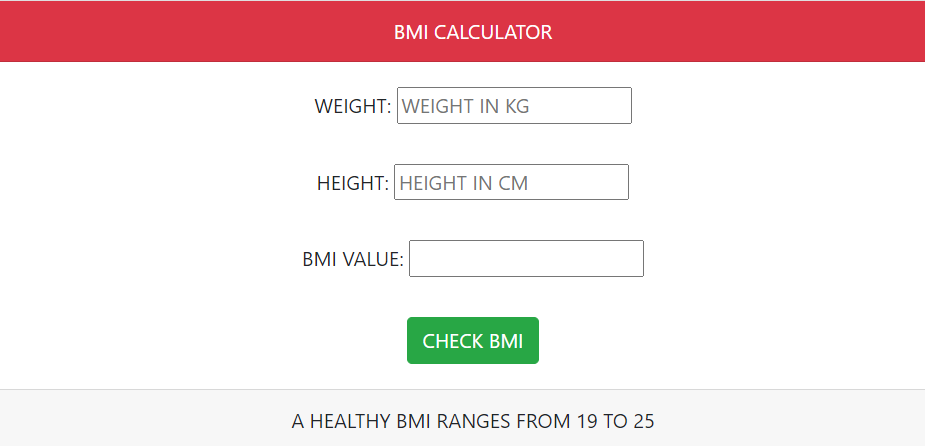 BMI CALCULATOR
WEIGHT: WEIGHT IN KG
HEIGHT: HEIGHT IN CM
BMI VALUE:
CHECK BMI
A HEALTHY BMI RANGES FROM 19 TO 25